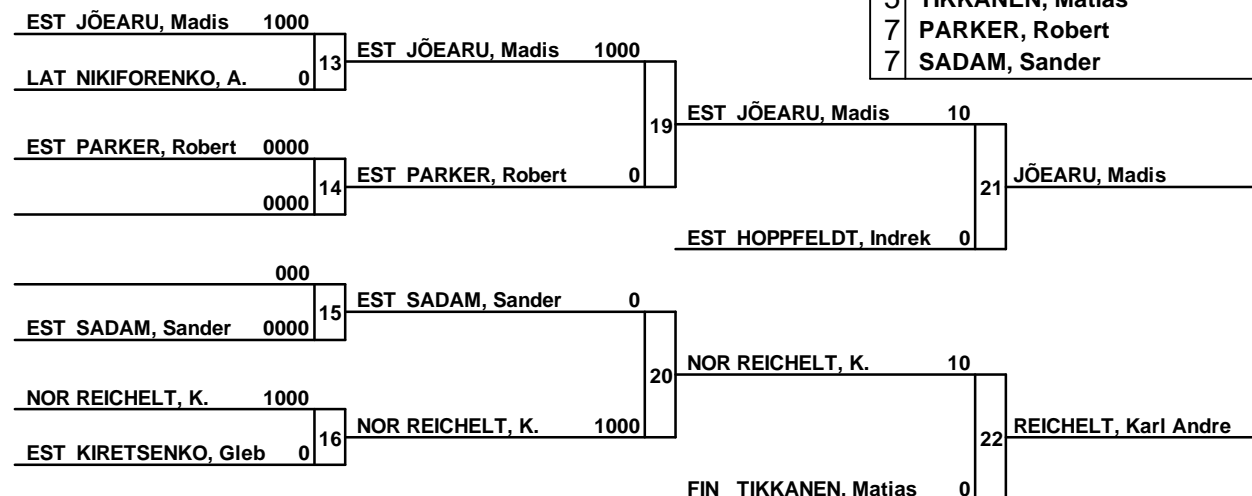 EST JÕEARU, Madis 1000
13
LAT NIKIFORENKO, A. 0
EST PARKER, Robert 0000
14
0000
000
15
EST SADAM, Sander 0000
NOR REICHELT, K. 1000
16
EST KIRETSENKO, Gleb 0
EST JÕEARU, Madis 1000
19
EST PARKER, Robert 0
EST SADAM, Sander 0
20
NOR REICHELT, K. 1000
EST JÕEARU, Madis 10
21
EST HOPPFELDT, Indrek 0
NOR REICHELT, K. 10
22
FIN TIKKANEN, Matias 0
JÕEARU, Madis
REICHELT, Karl Andre
5 TIKKANEN, Matias
7 PARKER, Robert
7 SADAM, Sander